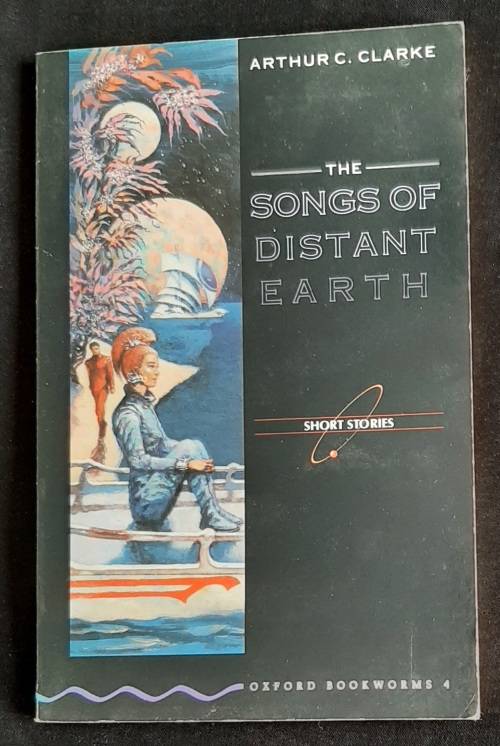 ARTHUR C. CLARKE
THE
SONGS OF
DISTANT
EARTH
SHORT STORIES
OXFORD BOOKWORMS 4